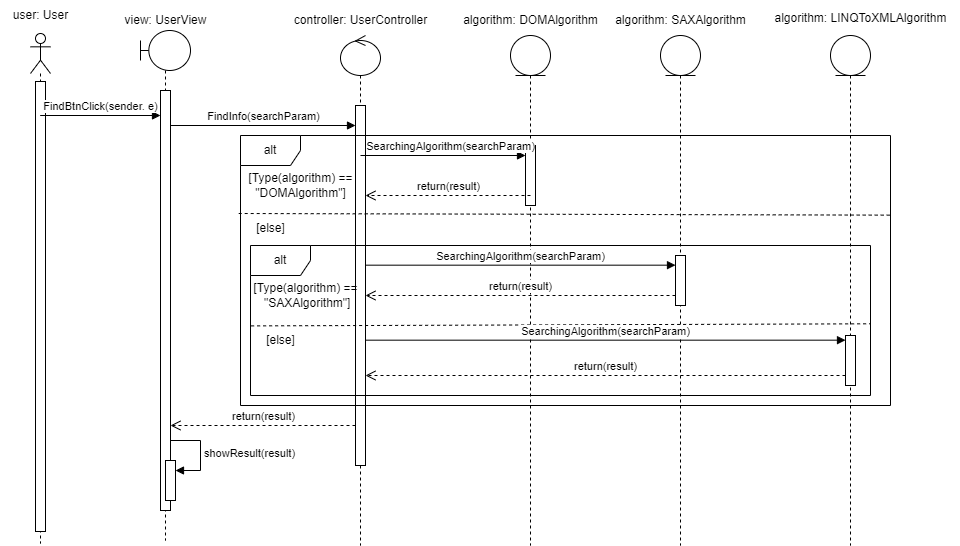 user: User
view: UserView
controller: UserController
algorithm: DOMAlgorithm
algorithm: SAXAlgorithm
algorithm: LINQToXMLAlgorithm
FindBtnClick(sender. e)
FindInfo(searchParam)
alt
SearchingAlgorithm(searchParam)
[Type(algorithm) ==
"DOMAlgorithm"]
return(result)
[else]
alt
SearchingAlgorithm(searchParam)
[Type(algorithm) ==
"SAXAlgorithm"]
return(result)
[else]
SearchingAlgorithm(searchParam)
return(result)
return(result)
showResult(result)